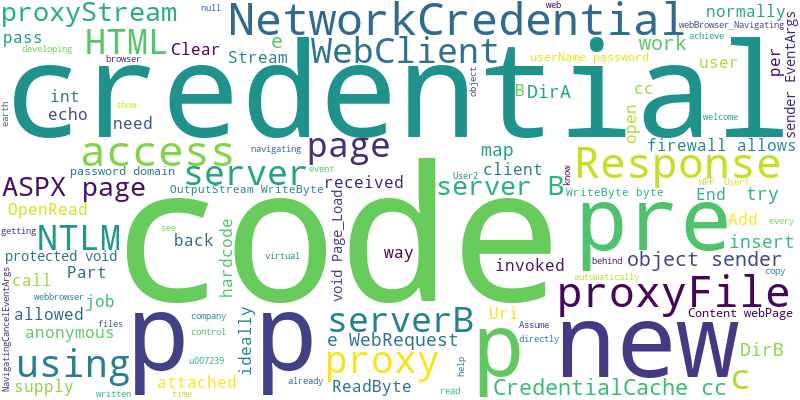 proxyStream
HTML
pass
Clear
Stream
e
NetworkCredential
WebClient
null
web
normally
webBrowser_Navigating
achieve
work
user
userName password
per
sender EventArgs
developing
browser
credential
int
echo
need
B
DirA
cc
open
object
welcome
earth
firewall allows
access
page
navigating
map
Response
know
ASPX page
password domain
server
received
client
server B
event
User2
WriteByte byte
WPF
User1
End
try
OutputStream WriteByte
OpenRead
Add
every
getting
NTLM
hardcode
see
code
way
pre
insert
back
void Page_Load
virtual
invoked
behind
object sender
protected void
Part
call
automatically
copy
NavigatingCancelEventArgs
webbrowser
job
proxyFile
allowed
files
p
company
p
serverB
Uri
p
new
Content webPage
anonymous
control
ideally
e WebRequest
Assume
directly
DirB
using
u007239
proxy
help
supply
attached
already
ReadByte
read
CredentialCache cc
c
written
time
show